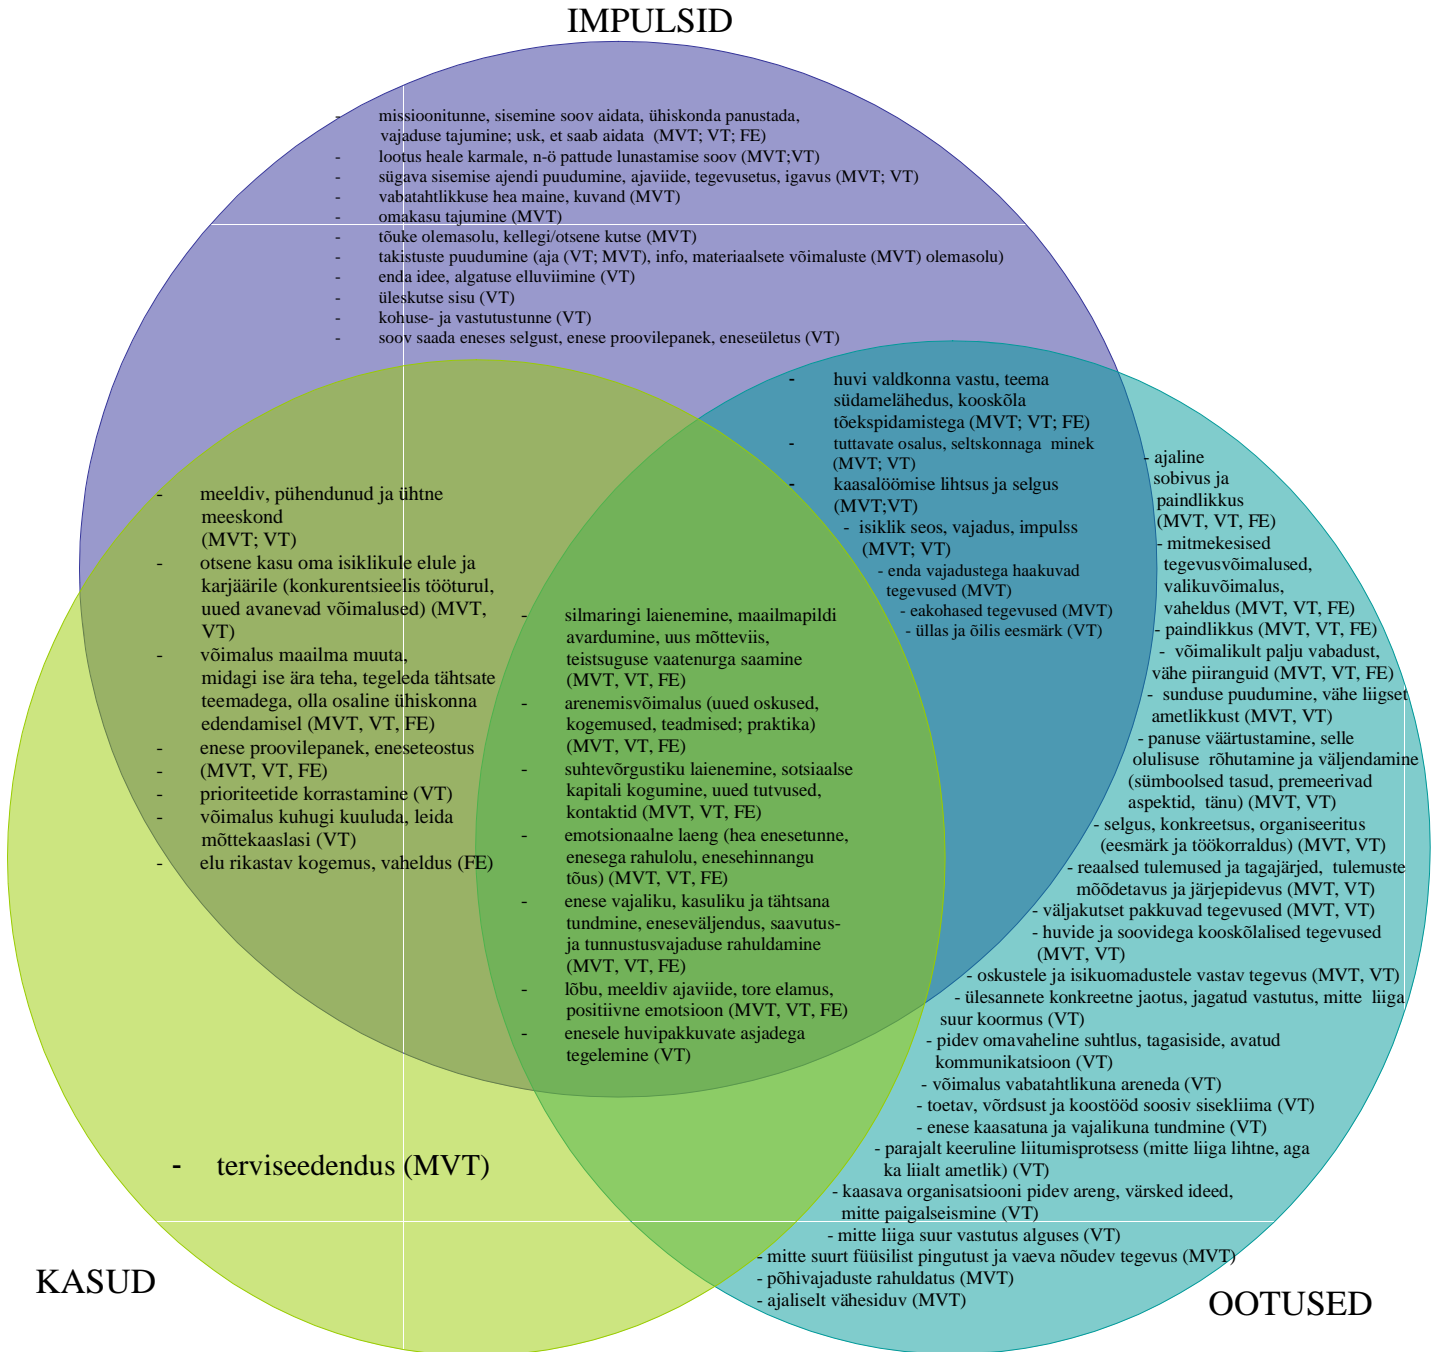 IMPULSID
- missioonitunne, sisemine soov aidata, ühiskonda panustada,
vajaduse tajumine; usk, et saab aidata (MVT; VT; FE)
- lootus heale karmale, n-ö pattude lunastamise soov (MVT;VT)
- sügava sisemise ajendi puudumine, ajaviide, tegevusetus, igavus (MVT; VT)
- vabatahtlikkuse hea maine, kuvand (MVT)
- omakasu tajumine (MVT)
- tõuke olemasolu, kellegi/otsene kutse (MVT)
- takistuste puudumine (aja (VT; MVT), info, materiaalsete võimaluste (MVT) olemasolu)
- enda idee, algatuse elluviimine (VT)
- üleskutse sisu (VT)
- kohuse- ja vastutustunne (VT)
- soov saada eneses selgust, enese proovilepanek, eneseületus (VT)
- huvi valdkonna vastu, teema
südamelähedus, kooskõla
tõekspidamistega (MVT; VT; FE)
- tuttavate osalus, seltskonnaga minek
(MVT; VT)
- kaasalöömise lihtsus ja selgus
(MVT;VT)
- isiklik seos, vajadus, impulss
(MVT; VT)
- enda vajadustega haakuvad
tegevused (MVT)
- eakohased tegevused (MVT)
- üllas ja õilis eesmärk (VT)
- meeldiv, pühendunud ja ühtne
meeskond
(MVT; VT)
- otsene kasu oma isiklikule elule ja
karjäärile (konkurentsieelis tööturul,
uued avanevad võimalused) (MVT,
VT)
- võimalus maailma muuta,
midagi ise ära teha, tegeleda tähtsate
teemadega, olla osaline ühiskonna
edendamisel (MVT, VT, FE)
- enese proovilepanek, eneseteostus
- (MVT, VT, FE)
- prioriteetide korrastamine (VT)
- võimalus kuhugi kuuluda, leida
mõttekaaslasi (VT)
- elu rikastav kogemus, vaheldus (FE)
- silmaringi laienemine, maailmapildi
avardumine, uus mõtteviis,
teistsuguse vaatenurga saamine
(MVT, VT, FE)
- arenemisvõimalus (uued oskused,
kogemused, teadmised; praktika)
(MVT, VT, FE)
- suhtevõrgustiku laienemine, sotsiaalse
kapitali kogumine, uued tutvused,
kontaktid (MVT, VT, FE)
- emotsionaalne laeng (hea enesetunne,
enesega rahulolu, enesehinnangu
tõus) (MVT, VT, FE)
- enese vajaliku, kasuliku ja tähtsana
tundmine, eneseväljendus, saavutus-
ja tunnustusvajaduse rahuldamine
(MVT, VT, FE)
- lõbu, meeldiv ajaviide, tore elamus,
positiivne emotsioon (MVT, VT, FE)
- enesele huvipakkuvate asjadega
tegelemine (VT)
- ajaline
sobivus ja
paindlikkus
(MVT, VT, FE)
- mitmekesised
tegevusvõimalused,
valikuvõimalus,
vaheldus (MVT, VT, FE)
- paindlikkus (MVT, VT, FE)
- võimalikult palju vabadust,
vähe piiranguid (MVT, VT, FE)
- sunduse puudumine, vähe liigset
ametlikkust (MVT, VT)
- panuse väärtustamine, selle
olulisuse rõhutamine ja väljendamine
(sümboolsed tasud, premeerivad
aspektid, tänu) (MVT, VT)
- selgus, konkreetsus, organiseeritus
(eesmärk ja töökorraldus) (MVT, VT)
- reaalsed tulemused ja tagajärjed, tulemuste
mõõdetavus ja järjepidevus (MVT, VT)
- väljakutset pakkuvad tegevused (MVT, VT)
- huvide ja soovidega kooskõlalised tegevused
(MVT, VT)
- oskustele ja isikuomadustele vastav tegevus (MVT, VT)
- ülesannete konkreetne jaotus, jagatud vastutus, mitte liiga
suur koormus (VT)
- pidev omavaheline suhtlus, tagasiside, avatud
kommunikatsioon (VT)
- võimalus vabatahtlikuna areneda (VT)
- toetav, võrdsust ja koostööd soosiv sisekliima (VT)
- enese kaasatuna ja vajalikuna tundmine (VT)
- parajalt keeruline liitumisprotsess (mitte liiga lihtne, aga
ka liialt ametlik) (VT)
- kaasava organisatsiooni pidev areng, värsked ideed,
mitte paigalseismine (VT)
- mitte liiga suur vastutus alguses (VT)
- mitte suurt füüsilist pingutust ja vaeva nõudev tegevus (MVT)
- põhivajaduste rahuldatus (MVT)
- ajaliselt vähesiduv (MVT)
- terviseedendus (MVT)
KASUD
OOTUSED